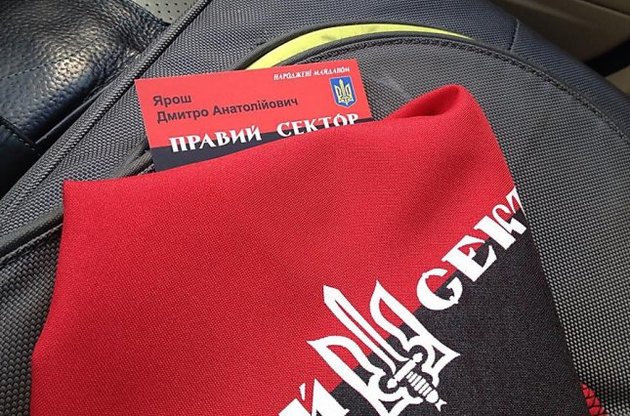 НАРОДЖЕНІ МАЙДАНОМ
Ярош
Дмитро Анатолійович
ПРАВИЙ СЕКТОР
Й СЕКТ